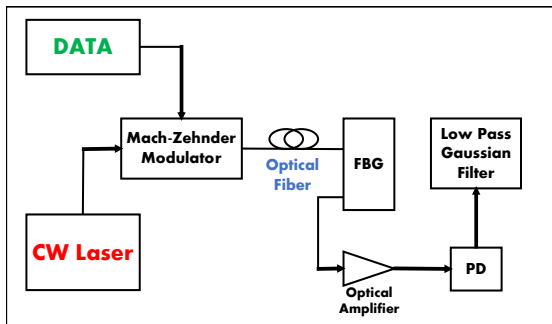 DATA
Mach-Zehnder
Modulator
Optical
Fiber
FBG
Low Pass
Gaussian
Filter
CW Laser
Optical
Amplifier
PD